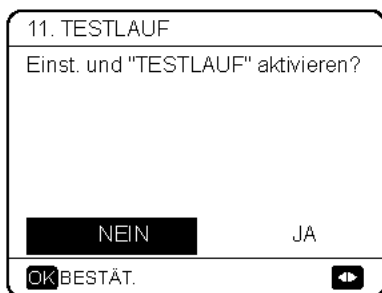 11. TESTLAUF
Einst. und "TESTLAUF" aktivieren?
NEIN JA
OK BESTÄT.